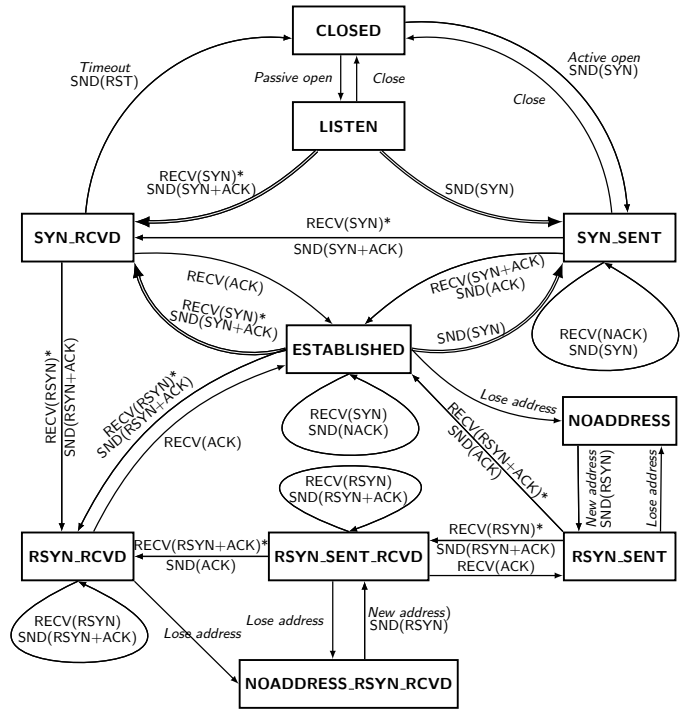 CLOSED
Timeout
SND(RST)
Active open
SND(SYN)
Passive open
Close
Close
LISTEN
RECV(SYN)*
SND(SYN+ACK)
SND(SYN)
SYN_RCVD
RECV(SYN)*
SND(SYN+ACK)
SYN_SENT
RECV(ACK)
RECV(SYN+ACK)
SND(ACK)
RECV(SYN)*
SND(SYN+ACK)
SND(SYN)
RECV(NACK)
SND(SYN)
ESTABLISHED
RECV(RSYN)*
SND(RSYN+ACK)
RECV(RSYN)*
SND(RSYN+ACK)
RECV(ACK)
RECV(SYN)
SND(NACK)
Lose address
NOADDRESS
RECV(RSYN+ACK)*
SND(ACK)
New address
SND(RSYN)
Lose address
RECV(RSYN)
SND(RSYN+ACK)
RSYN_RCVD
RECV(RSYN+ACK)*
SND(ACK)
RSYN_SENT_RCVD
RECV(RSYN)*
SND(RSYN+ACK)
RECV(ACK)
RSYN_SENT
RECV(RSYN)
SND(RSYN+ACK)
Lose address
Lose address
New address)
SND(RSYN)
NOADDRESS_RSYN_RCVD